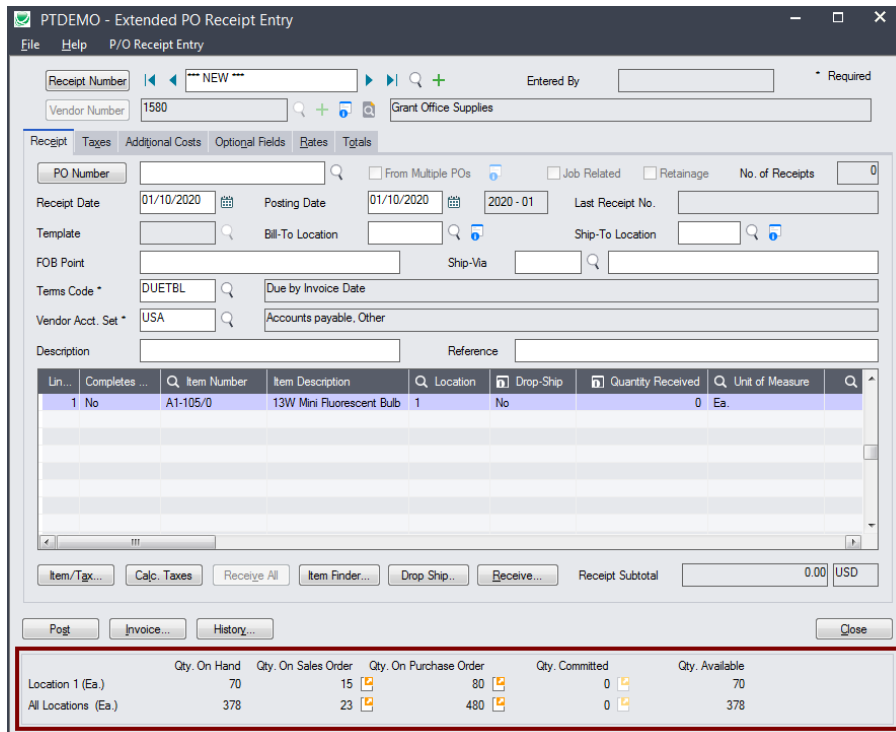 PTDEMO - Extended PO Receipt Entry
File Help P/O Receipt Entry
Receipt Number *** NEW *** Entered By * Required
Vendor Number 1580 Grant Office Supplies
Receipt Taxes Additional Costs Optional Fields Rates Totals
PO Number From Multiple POs Job Related Retainage No. of Receipts 0
Receipt Date 01/10/2020 Posting Date 01/10/2020 2020 - 01 Last Receipt No.
Template Bill-To Location Ship-To Location
FOB Point Ship-Via
Terms Code * DUETBL Due by Invoice Date
Vendor Acct. Set * USA Accounts payable, Other
Description Reference
Lin... Completes ... Item Number Item Description Location Drop-Ship Quantity Received Unit of Measure
1 No A1-105/0 13W Mini Fluorescent Bulb 1 No 0 Ea.
Item/Tax... Calc. Taxes Receive All Item Finder... Drop Ship.. Receive... Receipt Subtotal 0.00 USD
Post Invoice... History... Close
Qty. On Hand Qty. On Sales Order Qty. On Purchase Order Qty. Committed Qty. Available
Location 1 (Ea.) 70 15 80 0 70
All Locations (Ea.) 378 23 480 0 378